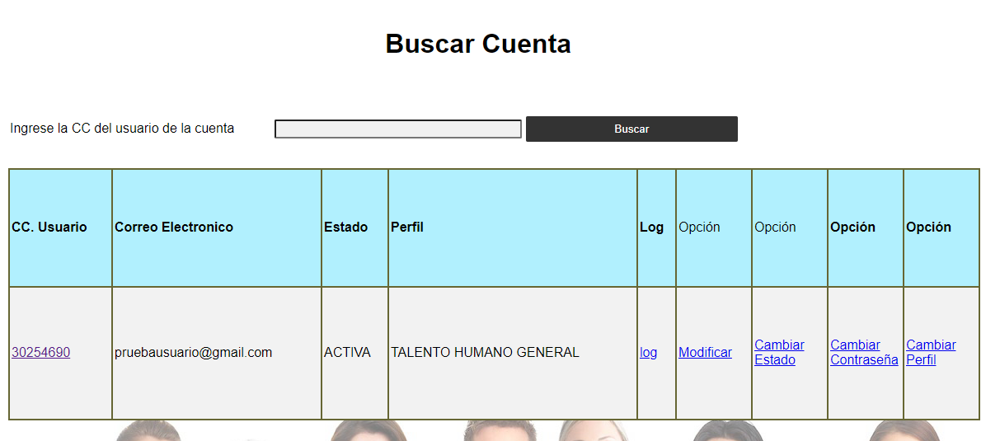 Buscar Cuenta
Ingrese la CC del usuario de la cuenta Buscar
CC. Usuario Correo Electronico Estado Perfil Log Opción Opción Opción Opción
30254690 pruebausuario@gmail.com ACTIVA TALENTO HUMANO GENERAL log Modificar Cambiar Estado Cambiar Contraseña Cambiar Perfil